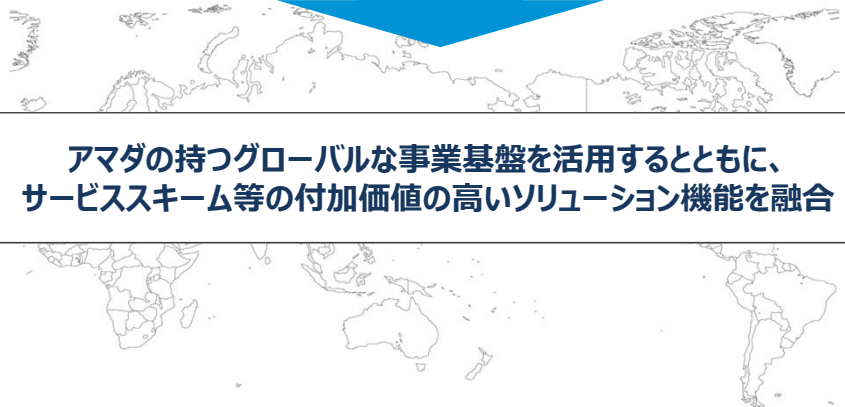 アマダの持つグローバルな事業基盤を活用するとともに、
サービススキーム等の付加価値の高いソリューション機能を融合